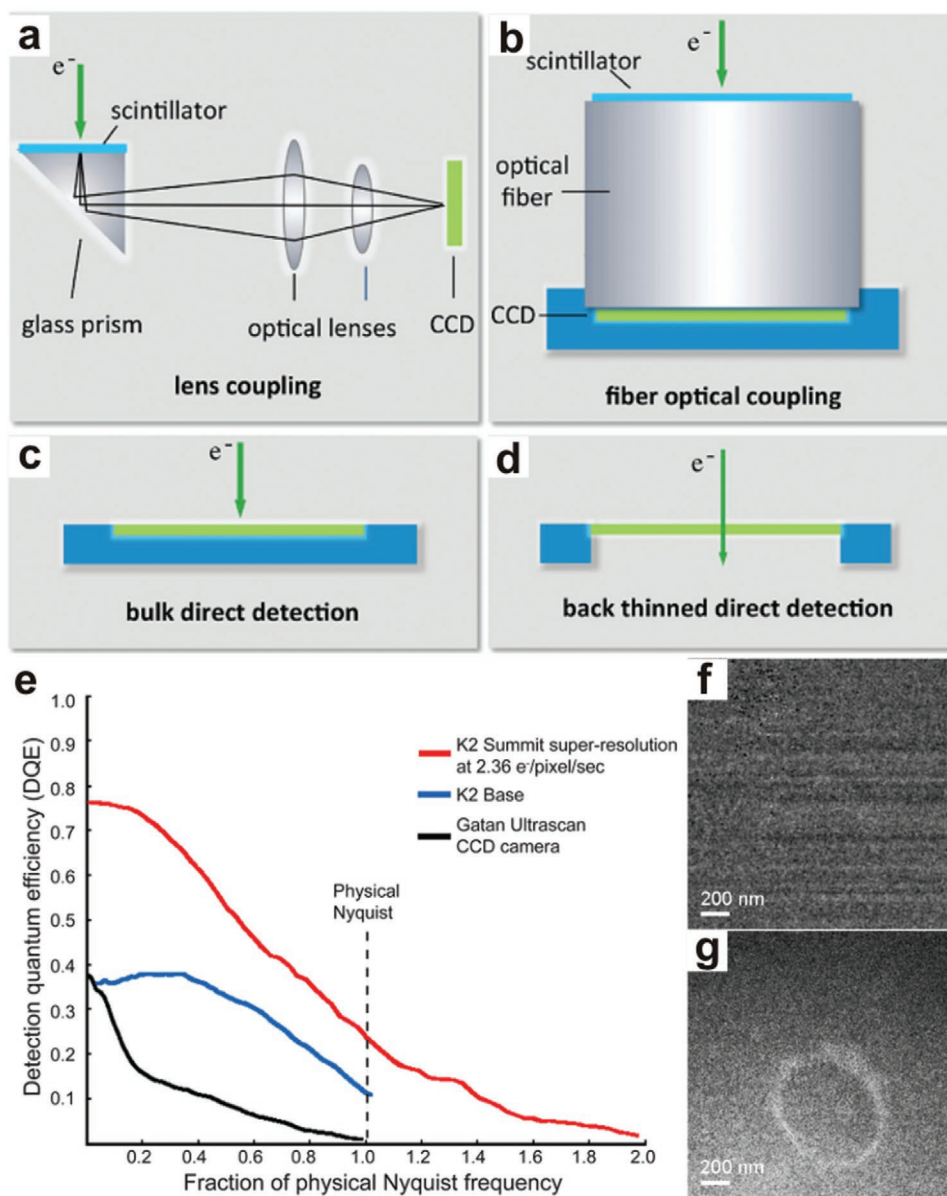 a
e-
scintillator
glass prism
optical lenses
CCD
lens coupling
b
e-
scintillator
optical
fiber
CCD
fiber optical coupling
c
e-
bulk direct detection
d
e-
back thinned direct detection
e
Detection quantum efficiency (DQE)
1.0
0.9
0.8
0.7
0.6
0.5
0.4
0.3
0.2
0.1
K2 Summit super-resolution
at 2.36 e-/pixel/sec
K2 Base
Gatan Ultrascan
CCD camera
Physical
Nyquist
0.2 0.4 0.6 0.8 1.0 1.2 1.4 1.6 1.8 2.0
Fraction of physical Nyquist frequency
f
200 nm
g
200 nm